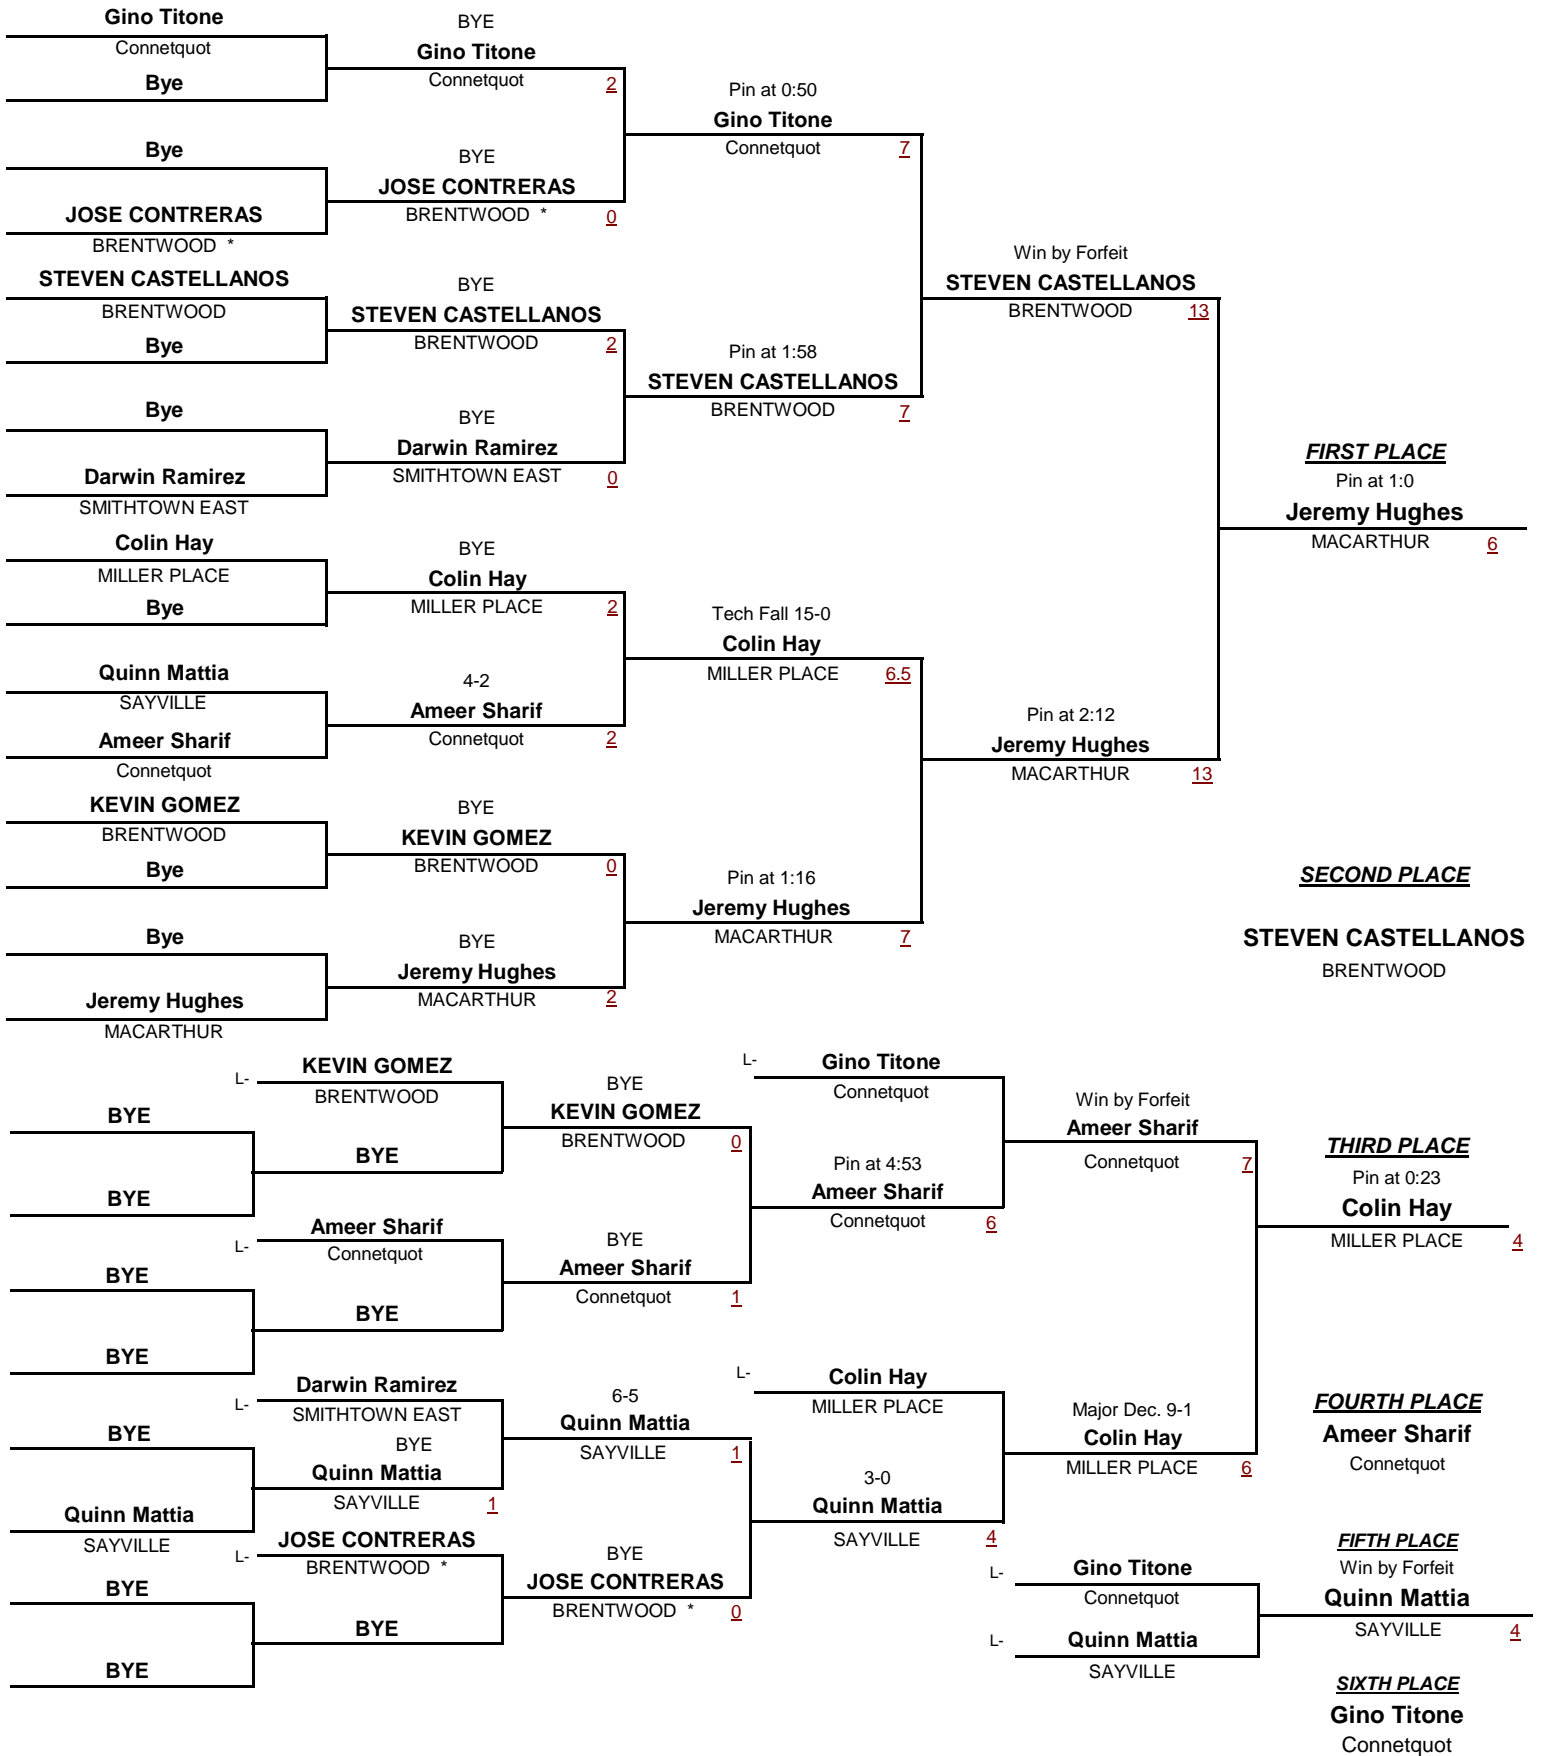 Gino Titone
Connetquot
Bye
Bye
JOSE CONTRERAS
BRENTWOOD *
STEVEN CASTELLANOS
BRENTWOOD
Bye
Bye
Darwin Ramirez
SMITHTOWN EAST
Colin Hay
MILLER PLACE
Bye
Quinn Mattia
SAYVILLE
Ameer Sharif
Connetquot
KEVIN GOMEZ
BRENTWOOD
Bye
Bye
Jeremy Hughes
MACARTHUR
BYE
Gino Titone
Connetquot 2
BYE
JOSE CONTRERAS
BRENTWOOD * 0
BYE
STEVEN CASTELLANOS
BRENTWOOD 2
BYE
Darwin Ramirez
SMITHTOWN EAST 0
BYE
Colin Hay
MILLER PLACE 2
4-2
Ameer Sharif
Connetquot 2
BYE
KEVIN GOMEZ
BRENTWOOD 0
BYE
Jeremy Hughes
MACARTHUR 2
Pin at 0:50
Gino Titone
Connetquot 7
Pin at 1:58
STEVEN CASTELLANOS
BRENTWOOD 7
Tech Fall 15-0
Colin Hay
MILLER PLACE 6.5
Pin at 1:16
Jeremy Hughes
MACARTHUR 7
Win by Forfeit
STEVEN CASTELLANOS
BRENTWOOD 13
Pin at 2:12
Jeremy Hughes
MACARTHUR 13
FIRST PLACE
Pin at 1:0
Jeremy Hughes
MACARTHUR 6
SECOND PLACE
STEVEN CASTELLANOS
BRENTWOOD
BYE
BYE
BYE
BYE
BYE
Quinn Mattia
SAYVILLE
BYE
BYE
L- KEVIN GOMEZ
BRENTWOOD
BYE
L- Ameer Sharif
Connetquot
BYE
L- Darwin Ramirez
SMITHTOWN EAST
BYE
Quinn Mattia
SAYVILLE 1
L- JOSE CONTRERAS
BRENTWOOD *
BYE
BYE
KEVIN GOMEZ
BRENTWOOD 0
BYE
Ameer Sharif
Connetquot 1
6-5
Quinn Mattia
SAYVILLE 1
BYE
JOSE CONTRERAS
BRENTWOOD * 0
L- Gino Titone
Connetquot
Pin at 4:53
Ameer Sharif
Connetquot 6
L- Colin Hay
MILLER PLACE
3-0
Quinn Mattia
SAYVILLE 4
Win by Forfeit
Ameer Sharif
Connetquot 7
Major Dec. 9-1
Colin Hay
MILLER PLACE 6
L- Gino Titone
Connetquot
L- Quinn Mattia
SAYVILLE
THIRD PLACE
Pin at 0:23
Colin Hay
MILLER PLACE 4
FOURTH PLACE
Ameer Sharif
Connetquot
FIFTH PLACE
Win by Forfeit
Quinn Mattia
SAYVILLE 4
SIXTH PLACE
Gino Titone
Connetquot